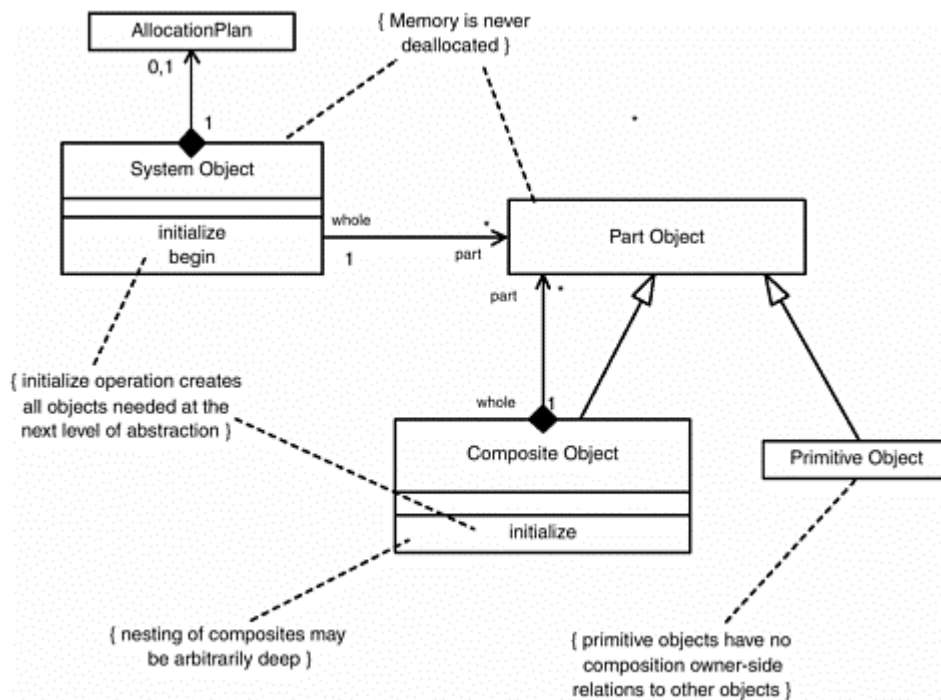 AllocationPlan
{ Memory is never
deallocated }
0,1
1
*
System Object
initialize
begin
whole
1
*
part
Part Object
part
*
{ initialize operation creates
all objects needed at the
next level of abstraction }
whole
1
Composite Object
initialize
Primitive Object
{ nesting of composites may
be arbitrarily deep }
{ primitive objects have no
composition owner-side
relations to other objects }